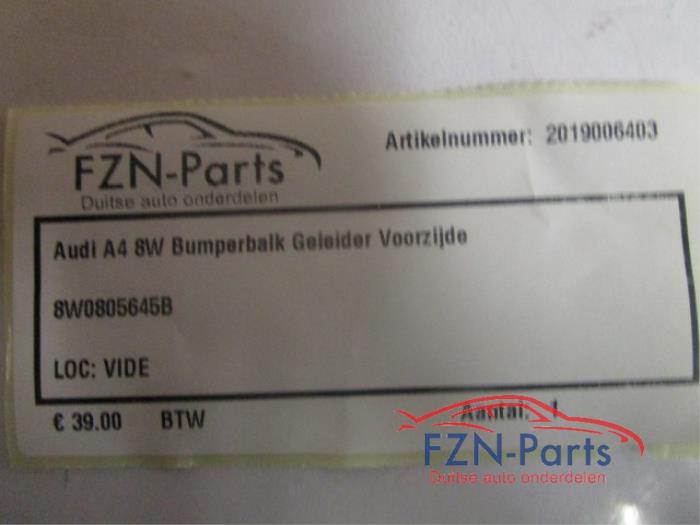 FZN-Parts
Duitse auto onderdelen
Artikelnummer: 2019006403
Audi A4 8W Bumperbalk Geleider Voorzijde
8W0805645B
LOC: VIDE
€ 39.00 BTW
Aantal: 1
FZN-Parts
Duitse auto onderdelen